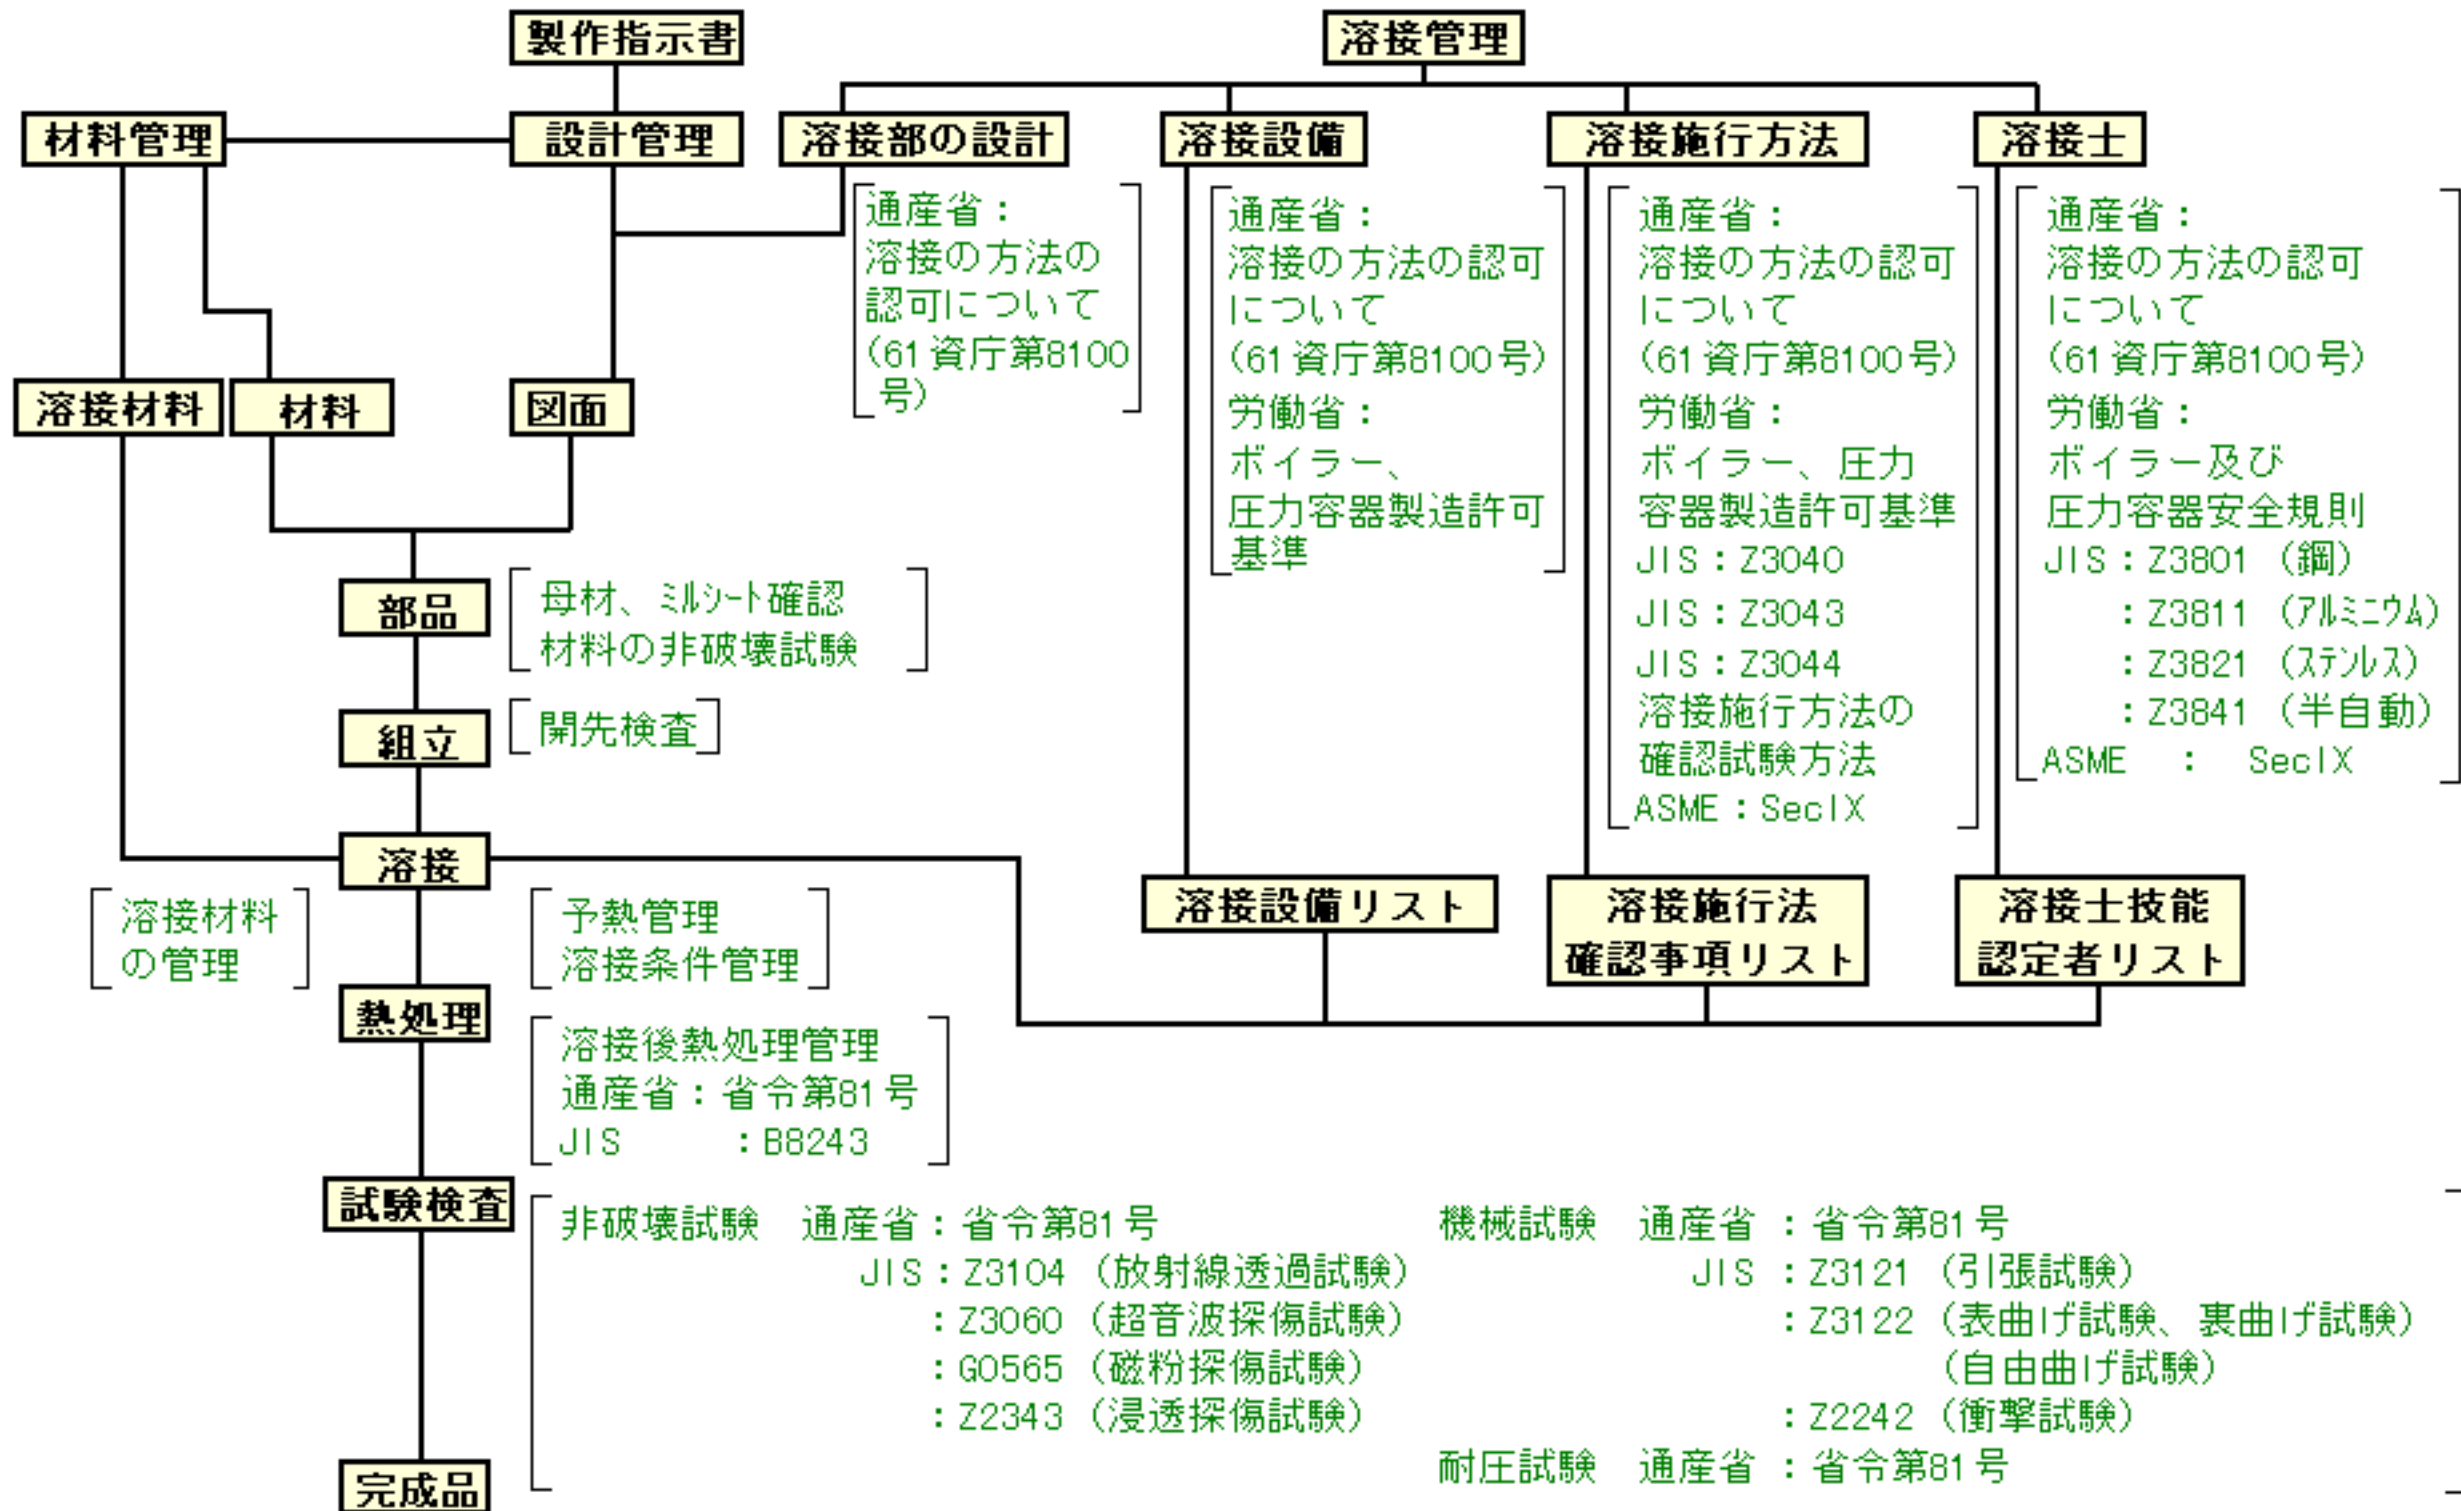 製作指示書
溶接管理
材料管理
設計管理
溶接部の設計
溶接設備
溶接施行方法
溶接士
通産省：
溶接の方法の
認可について
(61資庁第8100
号)
通産省：
溶接の方法の認可
について
(61資庁第8100号)
労働省：
ボイラー、
圧力容器製造許可
基準
通産省：
溶接の方法の認可
について
(61資庁第8100号)
労働省：
ボイラー、圧力
容器製造許可基準
JIS：Z3040
JIS：Z3043
JIS：Z3044
溶接施行方法の
確認試験方法
ASME：SecIX
通産省：
溶接の方法の認可
について
(61資庁第8100号)
労働省：
ボイラー及び
圧力容器安全規則
JIS：Z3801 (鋼)
：Z3811 (ｱﾙﾐﾆｳﾑ)
：Z3821 (ｽﾃﾝﾚｽ)
：Z3841 (半自動)
ASME ： SecIX
溶接材料
材料
図面
部品
母材、ﾐﾙｼｰﾄ確認
材料の非破壊試験
組立
開先検査
溶接
溶接材料
の管理
予熱管理
溶接条件管理
溶接設備リスト
溶接施行法
確認事項リスト
溶接士技能
認定者リスト
熱処理
溶接後熱処理管理
通産省：省令第81号
JIS ：B8243
試験検査
非破壊試験 通産省：省令第81号
JIS：Z3104 (放射線透過試験)
：Z3060 (超音波探傷試験)
：G0565 (磁粉探傷試験)
：Z2343 (浸透探傷試験)
機械試験 通産省：省令第81号
JIS ：Z3121 (引張試験)
：Z3122 (表曲げ試験、裏曲げ試験)
(自由曲げ試験)
：Z2242 (衝撃試験)
耐圧試験 通産省：省令第81号
完成品